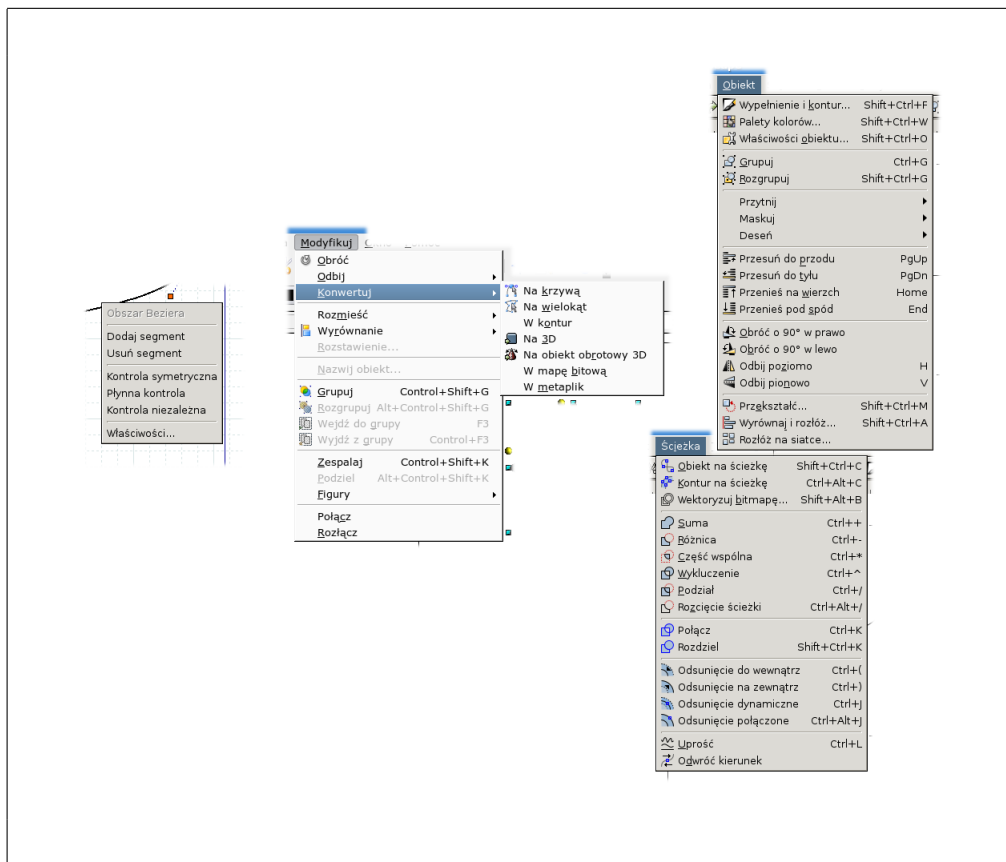 Obszar Beziera
Dodaj segment
Usuń segment
Kontrola symetryczna
Płynna kontrola
Kontrola niezależna
Właściwości...
Modyfikuj
Obróć
Odbij
Konwertuj
Rozmieść
Wyrównanie
Rozstawienie...
Nazwij obiekt...
Grupuj Control+Shift+G
Rozgrupuj Alt+Control+Shift+G
Wejdź do grupy F3
Wyjdź z grupy Control+F3
Zespalaj Control+Shift+K
Podziel Alt+Control+Shift+K
Figury
Połącz
Rozłącz
Na krzywą
Na wielokąt
W kontur
Na 3D
Na obiekt obrotowy 3D
W mapę bitową
W metaplik
Obiekt
Wypełnienie i kontur... Shift+Ctrl+F
Palety kolorów... Shift+Ctrl+W
Właściwości obiektu... Shift+Ctrl+O
Grupuj Ctrl+G
Rozgrupuj Shift+Ctrl+G
Przytnij
Maskuj
Deseń
Przesuń do przodu PgUp
Przesuń do tyłu PgDn
Przenieś na wierzch Home
Przenieś pod spód End
Obróć o 90° w prawo
Obróć o 90° w lewo
Odbij poziomo H
Odbij pionowo V
Przekształć... Shift+Ctrl+M
Wyrównaj i rozłóż... Shift+Ctrl+A
Rozłóż na siatce...
Ścieżka
Obiekt na ścieżkę Shift+Ctrl+C
Kontur na ścieżkę Ctrl+Alt+C
Wektoryzuj bitmapę... Shift+Alt+B
Suma Ctrl++
Różnica Ctrl+-
Część wspólna Ctrl+*
Wykluczenie Ctrl+^
Podział Ctrl+/
Rozcięcie ścieżki Ctrl+Alt+/
Połącz Ctrl+K
Rozdziel Shift+Ctrl+K
Odsunięcie do wewnątrz Ctrl+(
Odsunięcie na zewnątrz Ctrl+)
Odsunięcie dynamiczne Ctrl+J
Odsunięcie połączone Ctrl+Alt+J
Uprość Ctrl+L
Odwróć kierunek